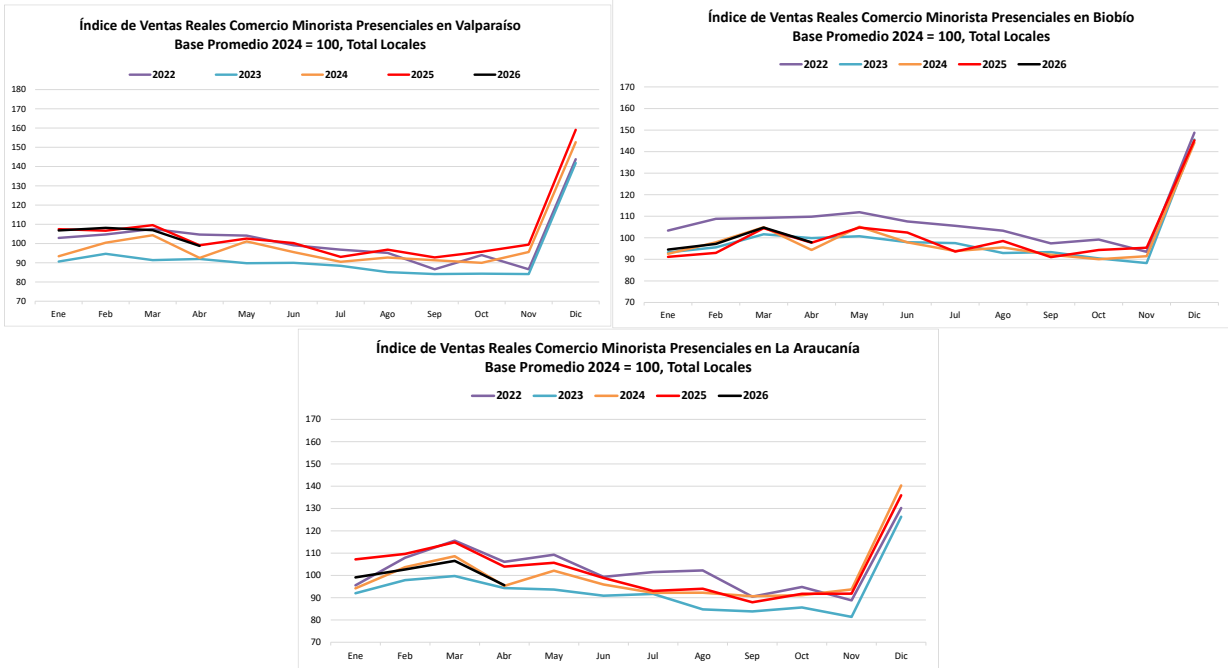 Índice de Ventas Reales Comercio Minorista Presenciales en Valparaíso
Base Promedio 2024 = 100, Total Locales
2022 2023 2024 2025 2026
180
170
160
150
140
130
120
110
100
90
80
70
Ene Feb Mar Abr May Jun Jul Ago Sep Oct Nov Dic
Índice de Ventas Reales Comercio Minorista Presenciales en Biobío
Base Promedio 2024 = 100, Total Locales
2022 2023 2024 2025 2026
170
160
150
140
130
120
110
100
90
80
70
Ene Feb Mar Abr May Jun Jul Ago Sep Oct Nov Dic
Índice de Ventas Reales Comercio Minorista Presenciales en La Araucanía
Base Promedio 2024 = 100, Total Locales
2022 2023 2024 2025 2026
170
160
150
140
130
120
110
100
90
80
70
Ene Feb Mar Abr May Jun Jul Ago Sep Oct Nov Dic